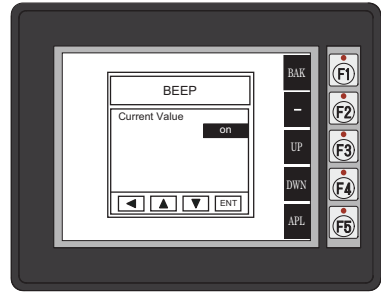 BEEP
Current Value
on
ENT
BAK
–
UP
DWN
APL
F1
F2
F3
F4
F5